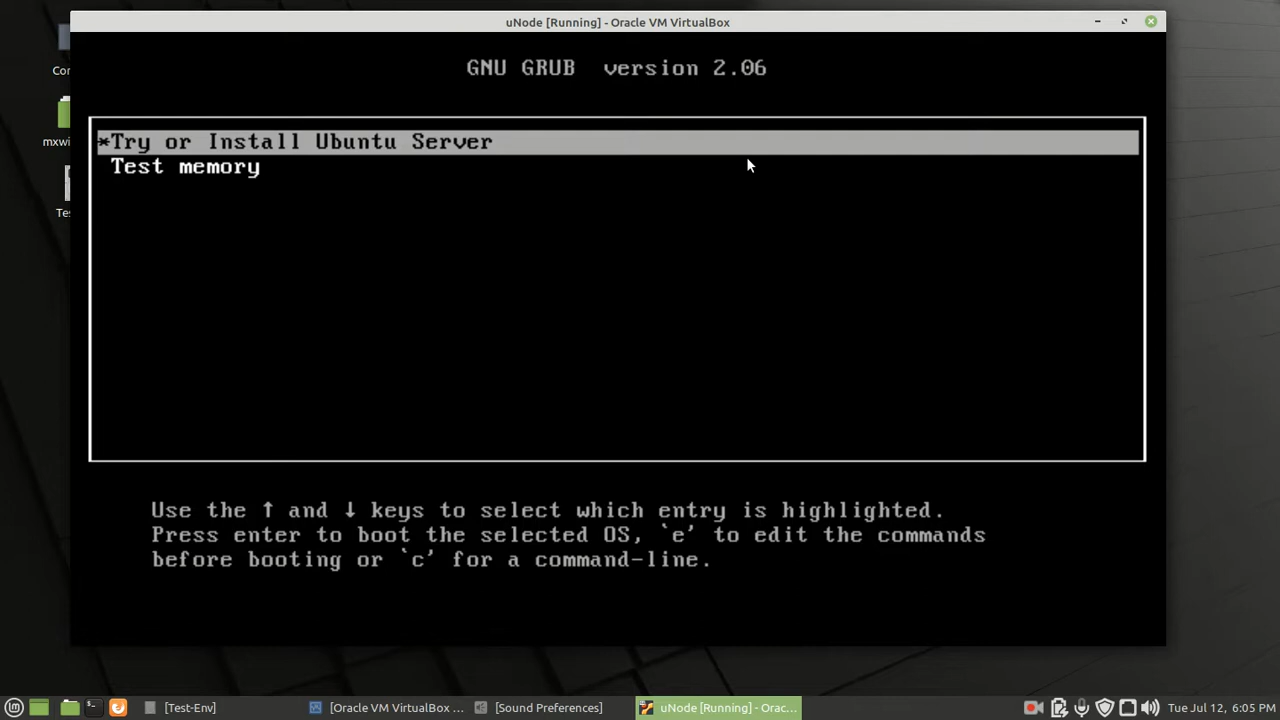 uNode [Running] - Oracle VM VirtualBox
GNU GRUB version 2.06
*Try or Install Ubuntu Server
Test memory
Use the ↑ and ↓ keys to select which entry is highlighted.
Press enter to boot the selected OS, `e' to edit the commands
before booting or `c' for a command-line.
[Test-Env]
[Oracle VM VirtualBox ...
[Sound Preferences]
uNode [Running] - Orac...
Tue Jul 12, 6:05 PM